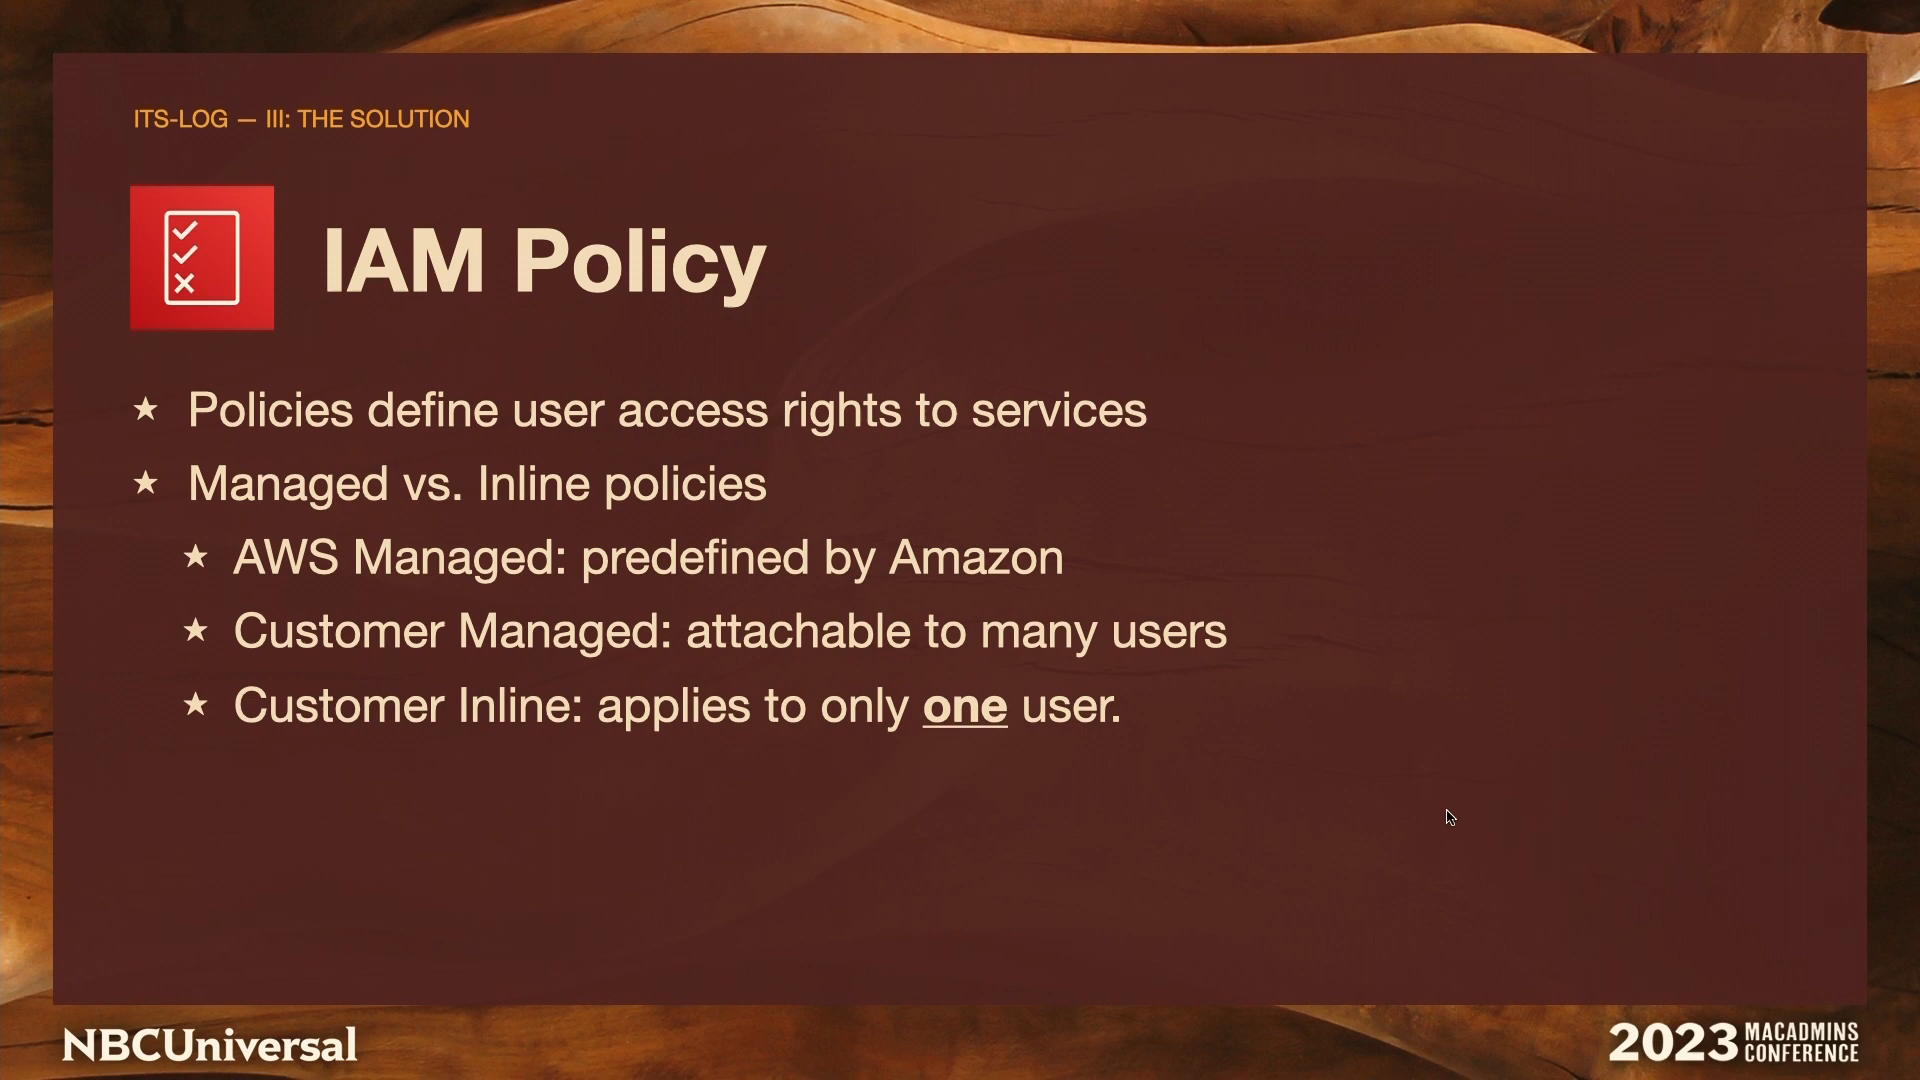 ITS-LOG — III: THE SOLUTION
IAM Policy
★ Policies define user access rights to services
★ Managed vs. Inline policies
★ AWS Managed: predefined by Amazon
★ Customer Managed: attachable to many users
★ Customer Inline: applies to only one user.
NBCUniversal
2023 MACADMINS CONFERENCE